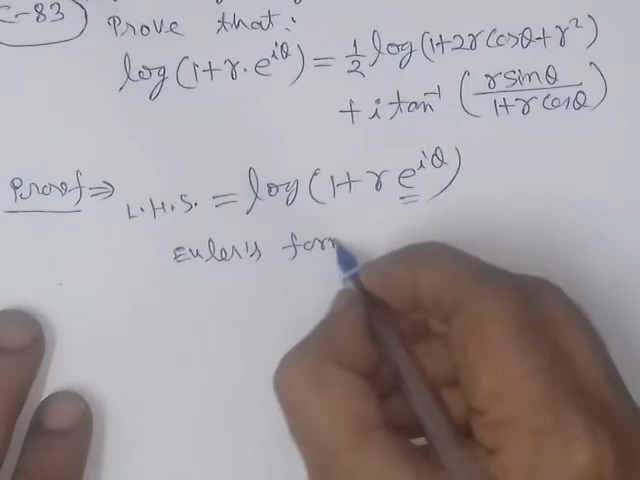 -83
Prove that:
log(1+r.e^{iθ}) = 1/2 log(1+2r cosθ+r²)
+ i tan⁻¹ (r sinθ / 1+r cosθ)
Proof ⇒ L.H.S. = log(1+r e^{iθ})
Euler's form